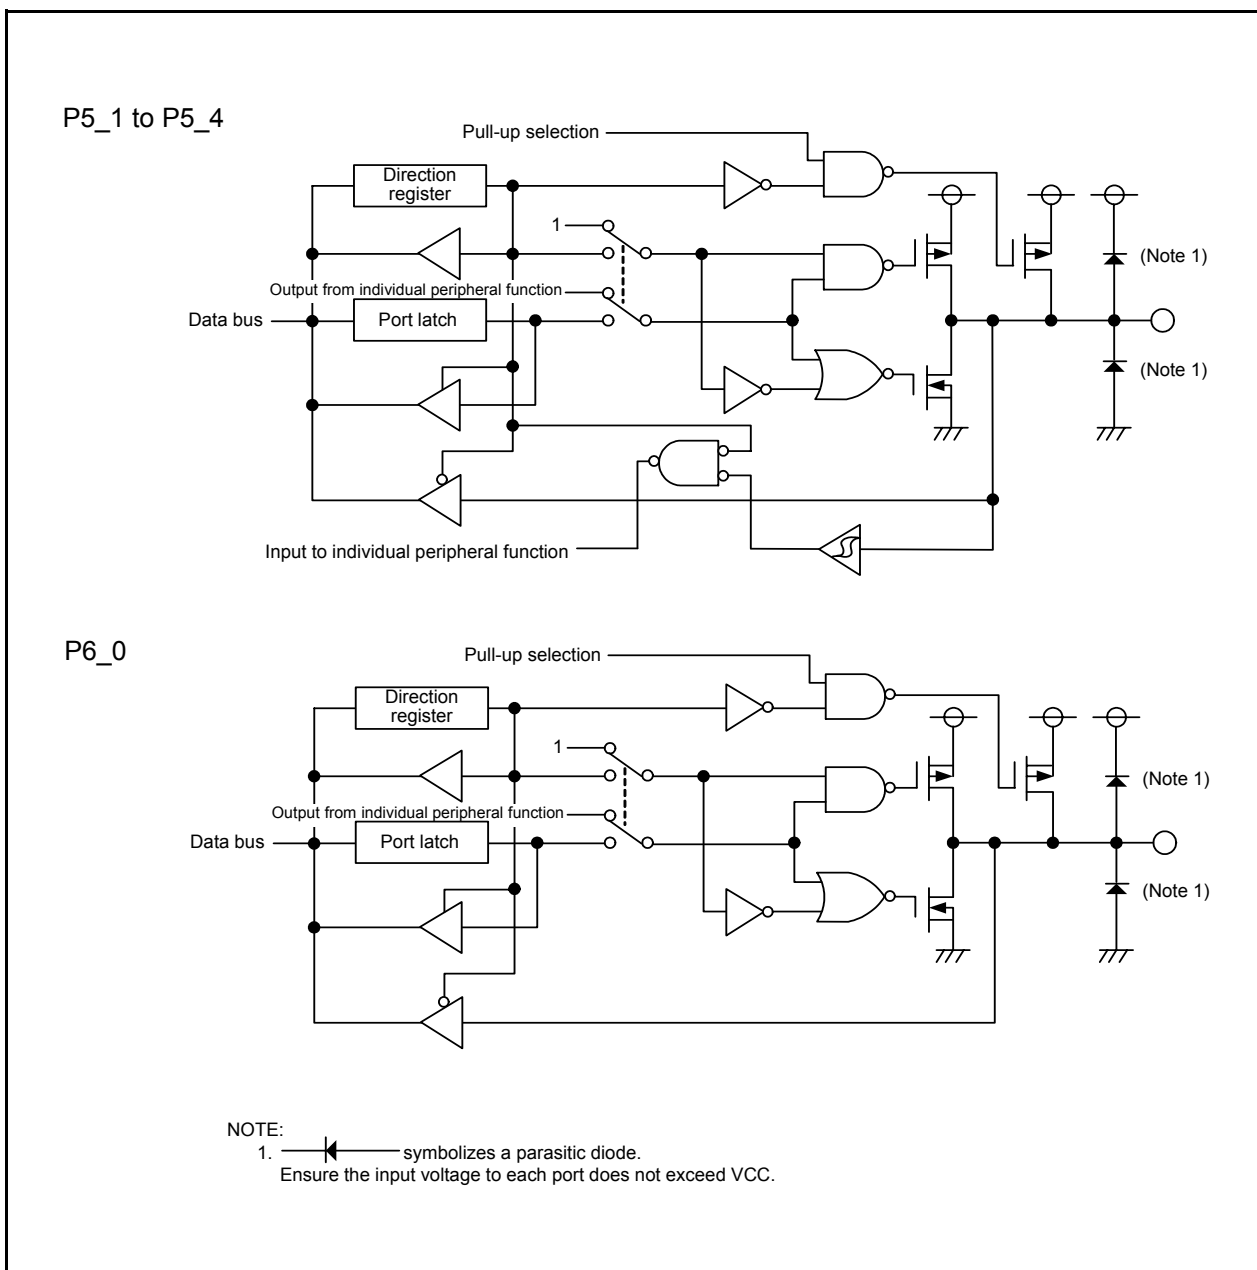 P5_1 to P5_4
Pull-up selection
Direction
register
1
(Note 1)
Output from individual peripheral function
Data bus
Port latch
(Note 1)
Input to individual peripheral function
P6_0
Pull-up selection
Direction
register
1
(Note 1)
Output from individual peripheral function
Data bus
Port latch
(Note 1)
NOTE:
1. symbolizes a parasitic diode.
Ensure the input voltage to each port does not exceed VCC.